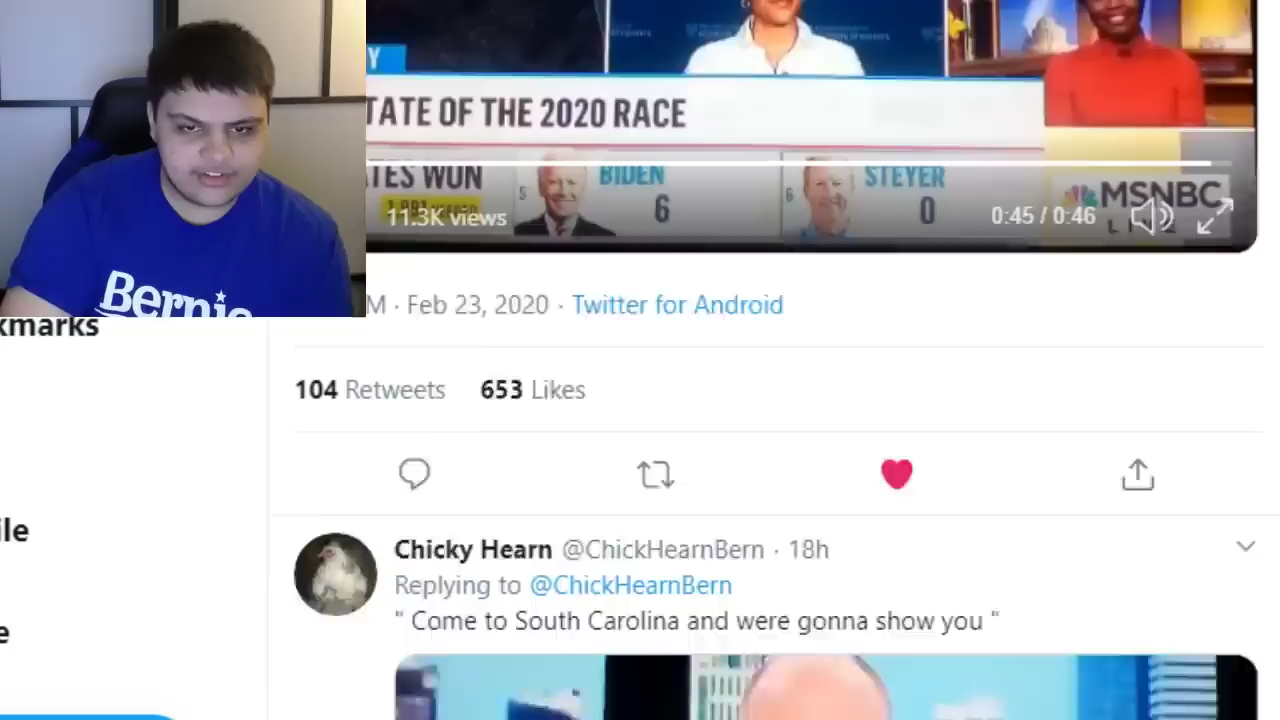 Y
TATE OF THE 2020 RACE
TES WON
5
BIDEN
6
6
STEYER
0
MSNBC
11.3K views
0:45 / 0:46
Bernie
M · Feb 23, 2020 · Twitter for Android
kmarks
104 Retweets 653 Likes
ile
Chicky Hearn @ChickHearnBern · 18h
Replying to @ChickHearnBern
" Come to South Carolina and were gonna show you "
e